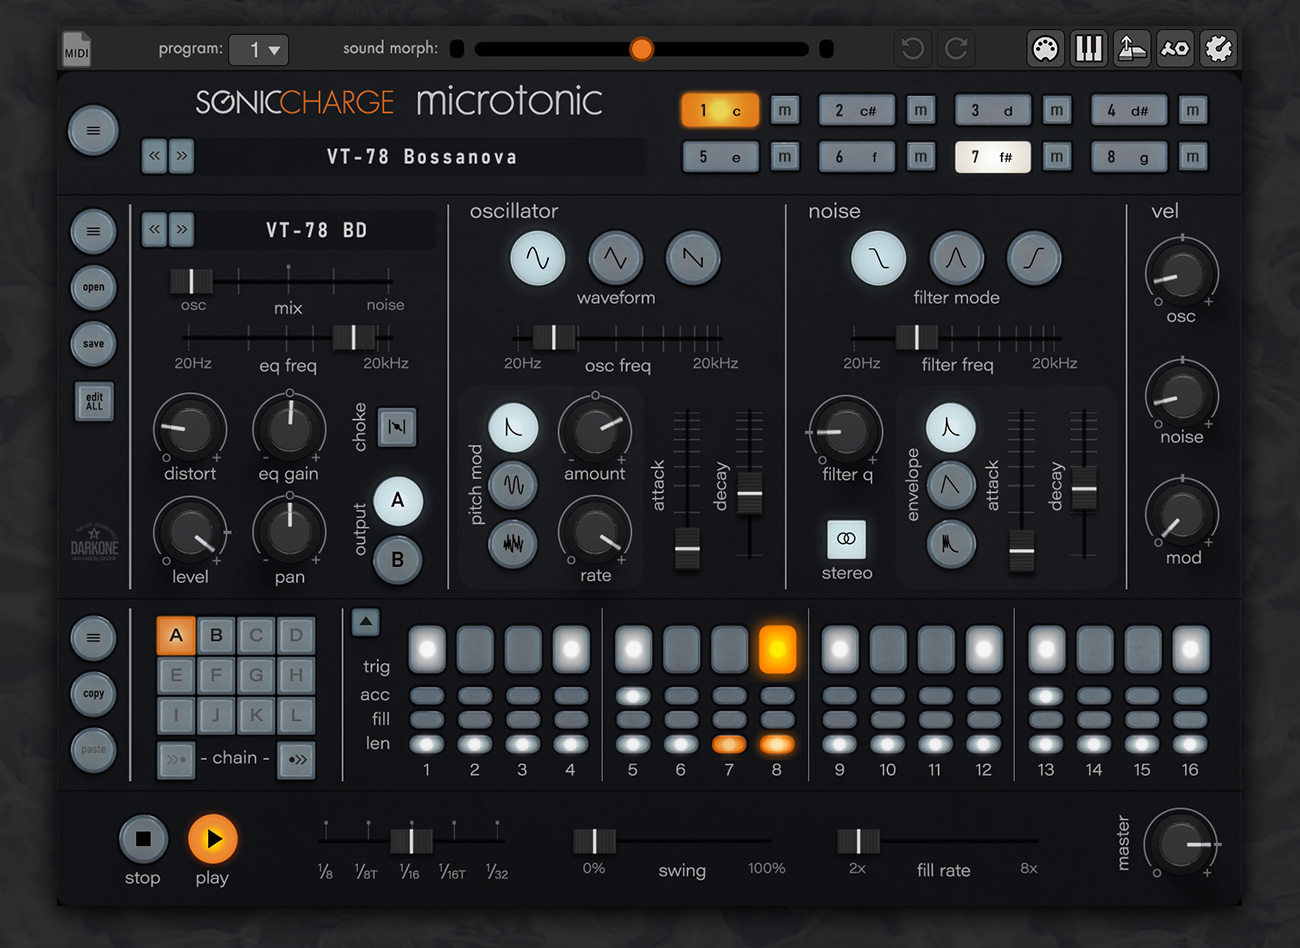 MIDI
program: 1
sound morph:
SONICCHARGE microtonic
1 c m 2 c# m 3 d m 4 d# m
VT-78 Bossanova
5 e m 6 f m 7 f# m 8 g m
VT-78 BD
oscillator
noise
vel
open
save
edit
ALL
osc mix noise
20Hz eq freq 20kHz
distort eq gain
choke
level pan
output
A
B
DARKONE
waveform
20Hz osc freq 20kHz
pitch mod
amount
rate
attack
decay
filter mode
20Hz filter freq 20kHz
filter q
stereo
envelope
attack
decay
osc
noise
mod
copy
paste
A B C D
E F G H
I J K L
- chain -
trig
acc
fill
len
1 2 3 4 5 6 7 8 9 10 11 12 13 14 15 16
stop play
1/8 1/8T 1/16 1/16T 1/32
0% swing 100%
2x fill rate 8x
master